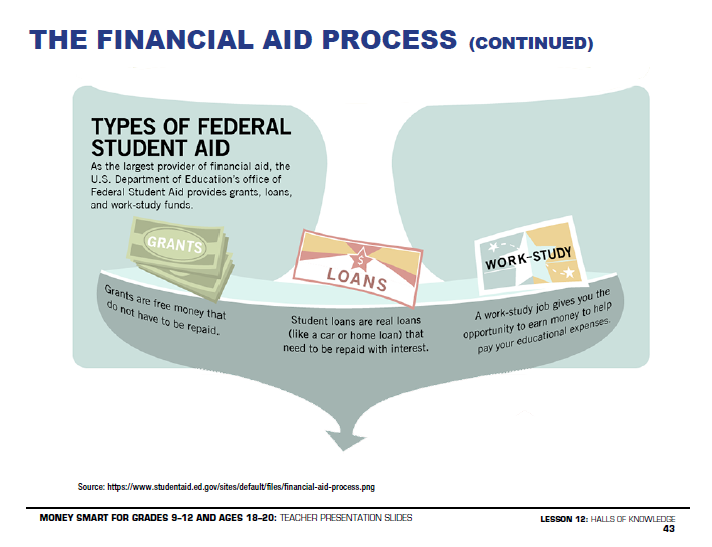 THE FINANCIAL AID PROCESS (CONTINUED)
TYPES OF FEDERAL
STUDENT AID
As the largest provider of financial aid, the
U.S. Department of Education's office of
Federal Student Aid provides grants, loans,
and work-study funds.
GRANTS
$
LOANS
WORK-STUDY
Grants are free money that
do not have to be repaid.
Student loans are real loans
(like a car or home loan) that
need to be repaid with interest.
A work-study job gives you the
opportunity to earn money to help
pay your educational expenses.
Source: https://www.studentaid.ed.gov/sites/default/files/financial-aid-process.png
MONEY SMART FOR GRADES 9–12 AND AGES 18–20: TEACHER PRESENTATION SLIDES
LESSON 12: HALLS OF KNOWLEDGE
43